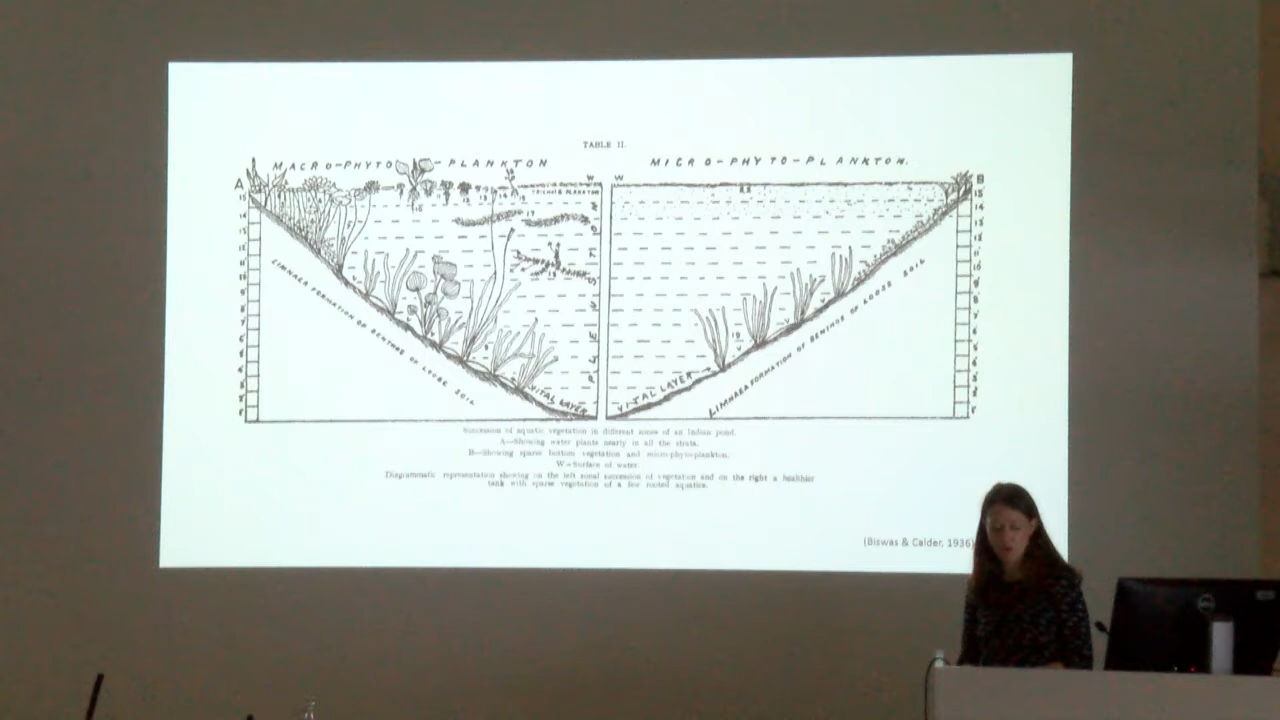 TABLE II.
MACRO-PHYTO-PLANKTON
MICRO-PHYTO-PLANKTON.
A
W
W
B
LIMNAEA FORMATION OF BENTHOS OF LOOSE SOIL
VITAL LAYER
VITAL LAYER
LIMNAEA FORMATION OF BENTHOS OF LOOSE SOIL
Succession of aquatic vegetation in different zones of an Indian pond.
A—Showing water plants nearly in all the strata.
B—Showing sparse bottom vegetation and micro-phyto-plankton.
W—Surface of water.
Diagrammatic representation showing on the left zonal succession of vegetation and on the right a healthier
tank with sparse vegetation of a few rooted aquatics.
(Biswas & Calder, 1936)